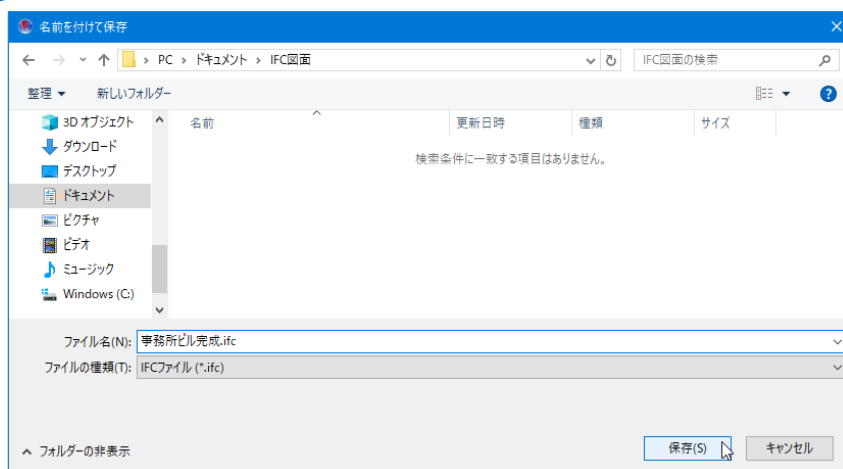 名前を付けて保存
PC › ドキュメント › IFC図面
IFC図面の検索
整理 新しいフォルダー
名前 更新日時 種類 サイズ
検索条件に一致する項目はありません。
3D オブジェクト
ダウンロード
デスクトップ
ドキュメント
ピクチャ
ビデオ
ミュージック
Windows (C:)
ファイル名(N): 事務所ビル完成.ifc
ファイルの種類(T): IFCファイル (*.ifc)
フォルダーの非表示
保存(S) キャンセル